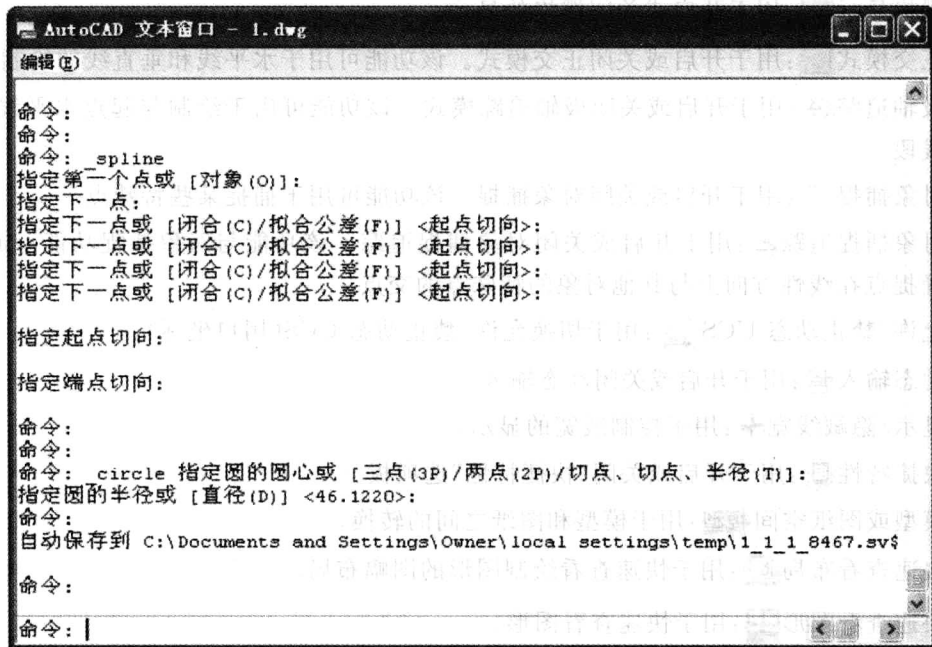 AutoCAD 文本窗口 - 1.dwg
编辑(E)
命令:
命令:
命令: _spline
指定第一个点或 [对象(O)]:
指定下一点:
指定下一点或 [闭合(C)/拟合公差(F)] <起点切向>:
指定下一点或 [闭合(C)/拟合公差(F)] <起点切向>:
指定下一点或 [闭合(C)/拟合公差(F)] <起点切向>:
指定下一点或 [闭合(C)/拟合公差(F)] <起点切向>:
指定起点切向:
指定端点切向:
命令:
命令:
命令: _circle 指定圆的圆心或 [三点(3P)/两点(2P)/切点、切点、半径(T)]:
指定圆的半径或 [直径(D)] <46.1220>:
命令:
自动保存到 C:\Documents and Settings\Owner\local settings\temp\1_1_1_8467.sv$
命令:
命令: